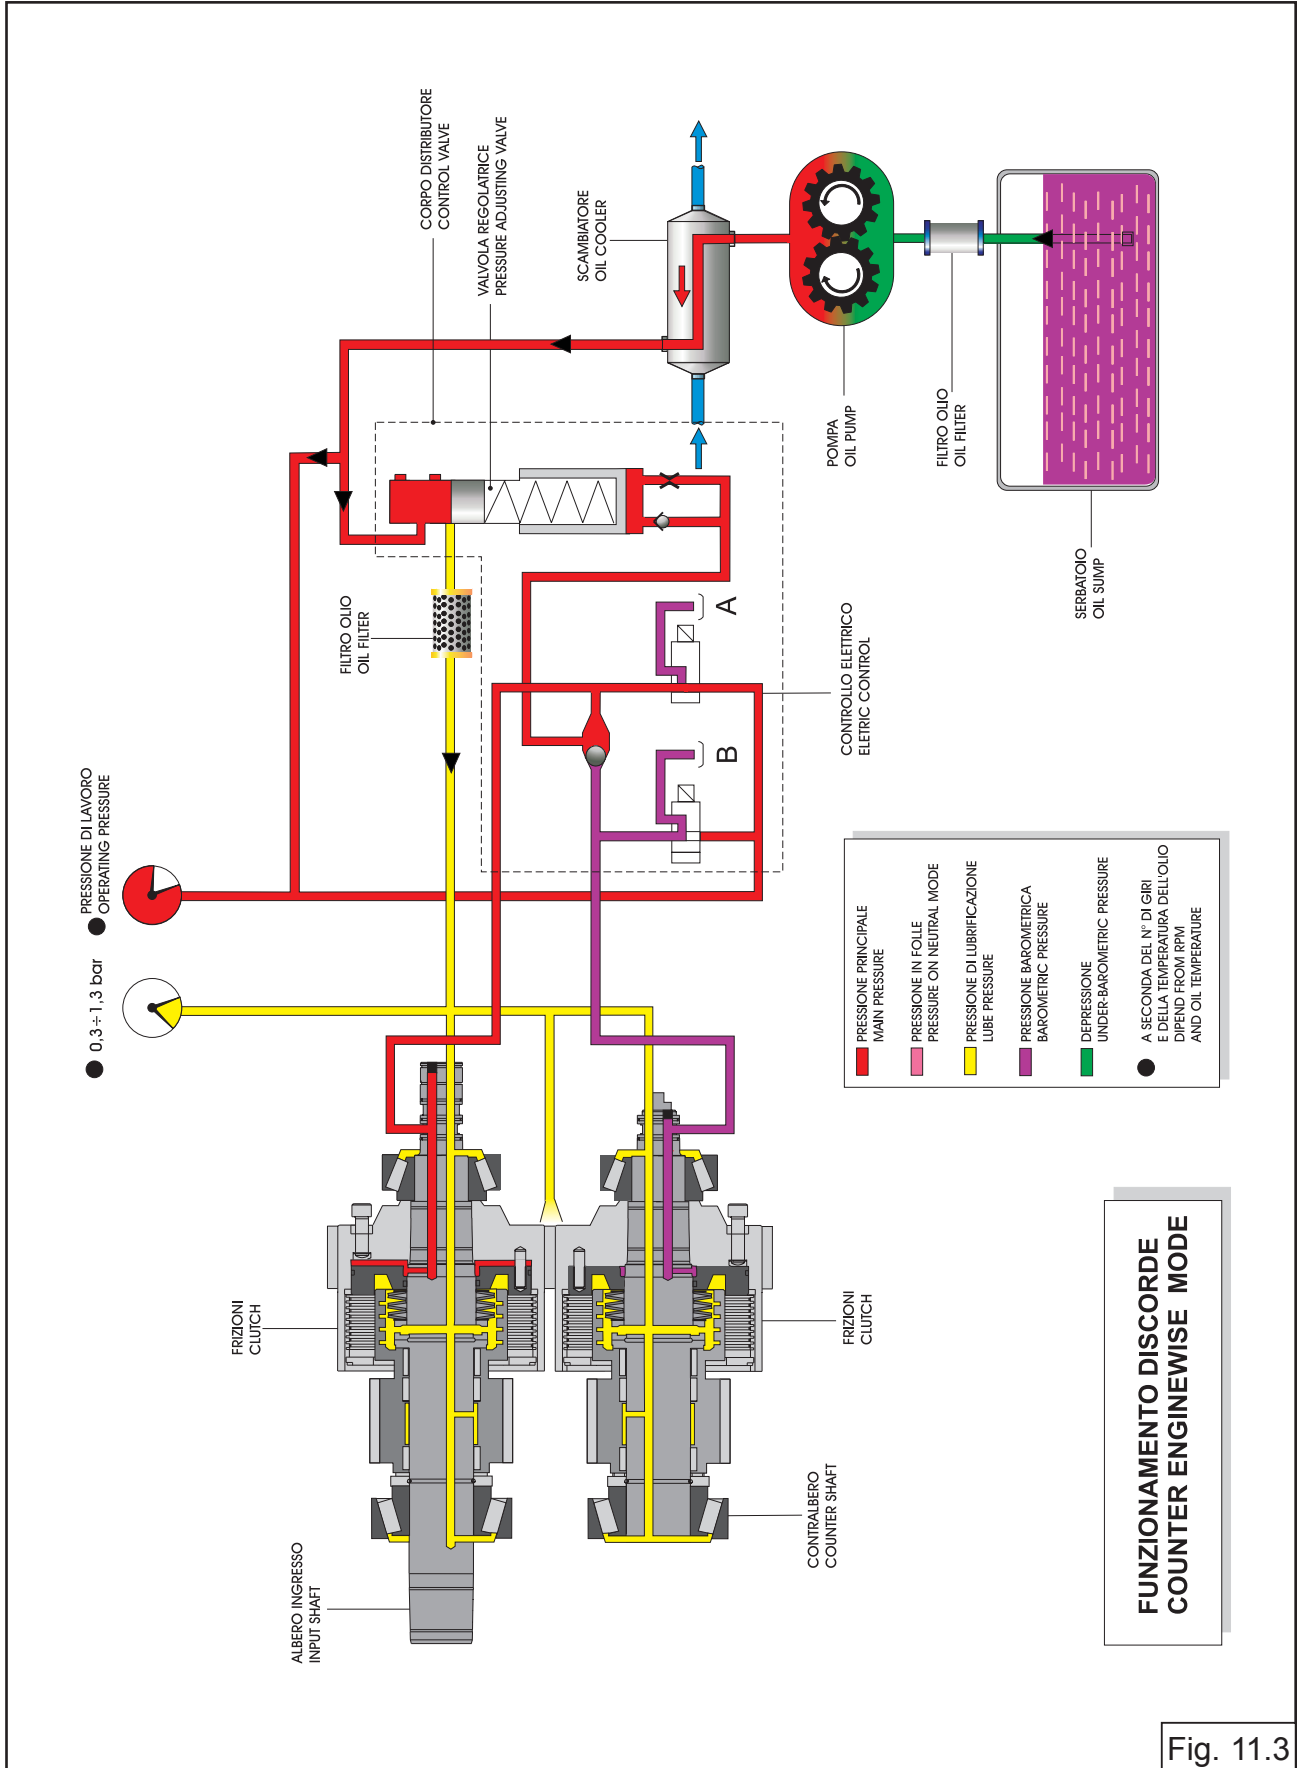 CORPO DISTRIBUTORE
CONTROL VALVE
VALVOLA REGOLATRICE
PRESSURE ADJUSTING VALVE
SCAMBIATORE
OIL COOLER
POMPA
OIL PUMP
FILTRO OLIO
OIL FILTER
SERBATOIO
OIL SUMP
FILTRO OLIO
OIL FILTER
A
B
CONTROLLO ELETTRICO
ELETRIC CONTROL
PRESSIONE DI LAVORO
OPERATING PRESSURE
0,3÷1,3 bar
FRIZIONI
CLUTCH
FRIZIONI
CLUTCH
ALBERO INGRESSO
INPUT SHAFT
CONTRALBERO
COUNTER SHAFT
PRESSIONE PRINCIPALE
MAIN PRESSURE
PRESSIONE IN FOLLE
PRESSURE ON NEUTRAL MODE
PRESSIONE DI LUBRIFICAZIONE
LUBE PRESSURE
PRESSIONE BAROMETRICA
BAROMETRIC PRESSURE
DEPRESSIONE
UNDER-BAROMETRIC PRESSURE
A SECONDA DEL N° DI GIRI
E DELLA TEMPERATURA DELL'OLIO
DIPEND FROM RPM
AND OIL TEMPERATURE
FUNZIONAMENTO DISCORDE
COUNTER ENGINEWISE MODE
Fig. 11.3